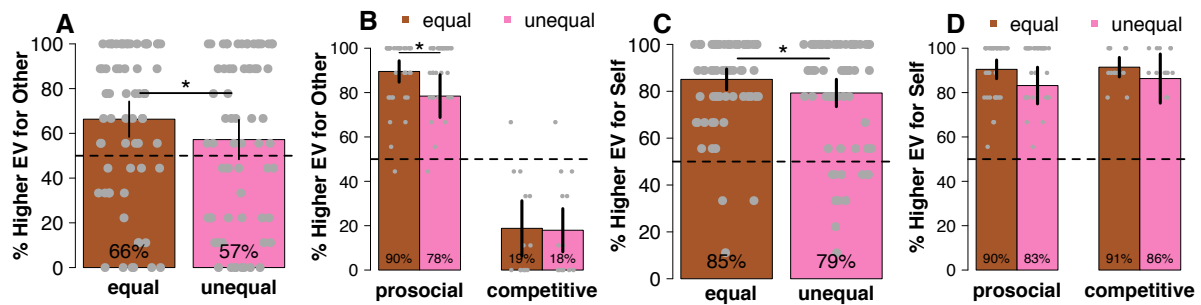 A
% Higher EV for Other
100
80
60
40
20
0
*
66%
57%
equal
unequal
B
equal
unequal
% Higher EV for Other
100
80
60
40
20
0
*
90%
78%
19%
18%
prosocial
competitive
C
% Higher EV for Self
100
80
60
40
20
0
*
85%
79%
equal
unequal
D
equal
unequal
% Higher EV for Self
100
80
60
40
20
0
90%
83%
91%
86%
prosocial
competitive